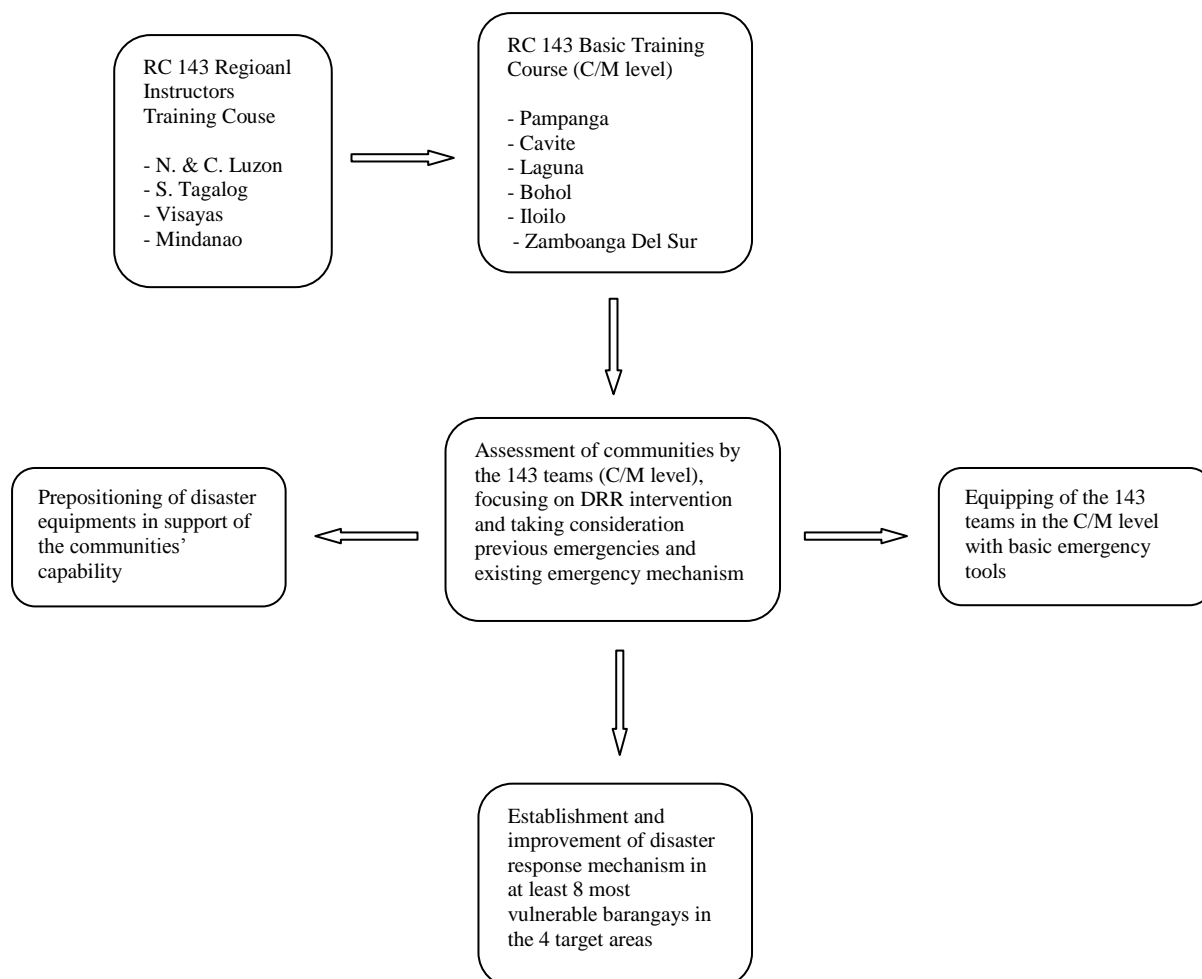 RC 143 Regioanl
Instructors
Training Couse
- N. & C. Luzon
- S. Tagalog
- Visayas
- Mindanao
RC 143 Basic Training
Course (C/M level)
- Pampanga
- Cavite
- Laguna
- Bohol
- Iloilo
- Zamboanga Del Sur
Assessment of communities by
the 143 teams (C/M level),
focusing on DRR intervention
and taking consideration
previous emergencies and
existing emergency mechanism
Prepositioning of disaster
equipments in support of
the communities’
capability
Equipping of the 143
teams in the C/M level
with basic emergency
tools
Establishment and
improvement of disaster
response mechanism in
at least 8 most
vulnerable barangays in
the 4 target areas